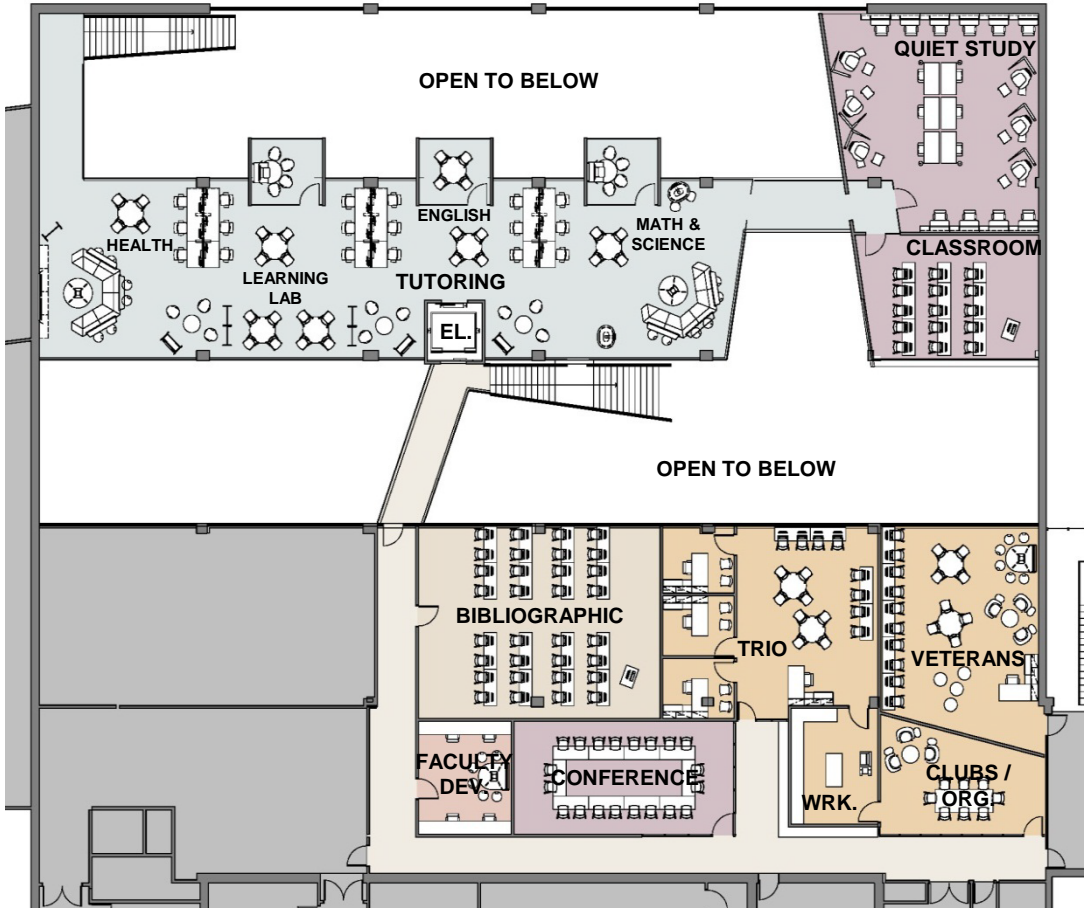 QUIET STUDY
OPEN TO BELOW
ENGLISH
MATH &
SCIENCE
HEALTH
CLASSROOM
LEARNING
LAB
TUTORING
EL.
OPEN TO BELOW
BIBLIOGRAPHIC
TRIO
VETERANS
FACULTY
DEV.
CONFERENCE
WRK.
CLUBS /
ORG.